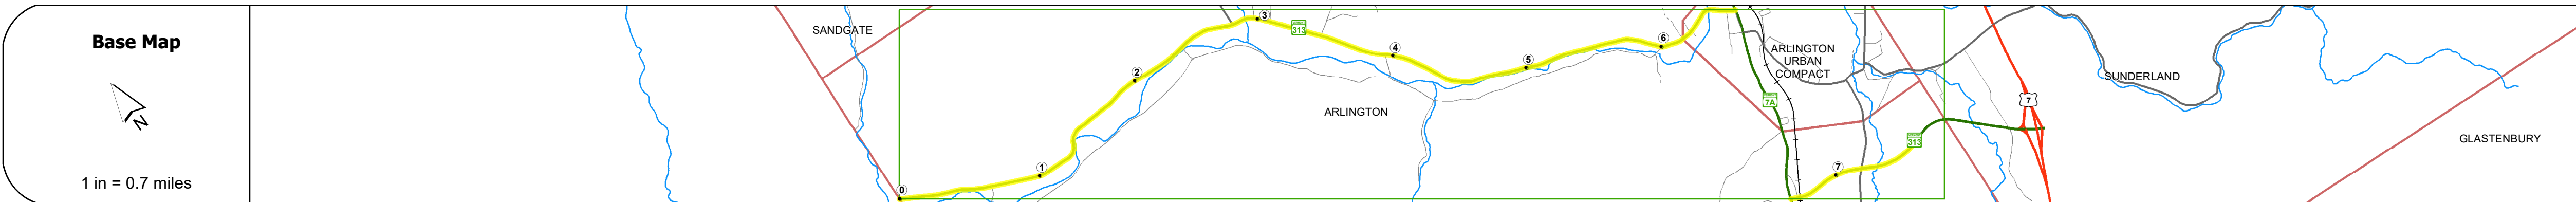 Base Map
N
1 in = 0.7 miles
SANDGATE
0
1
2
3
313
4
5
6
ARLINGTON
ARLINGTON
URBAN
COMPACT
7A
7
313
7
SUNDERLAND
GLASTENBURY